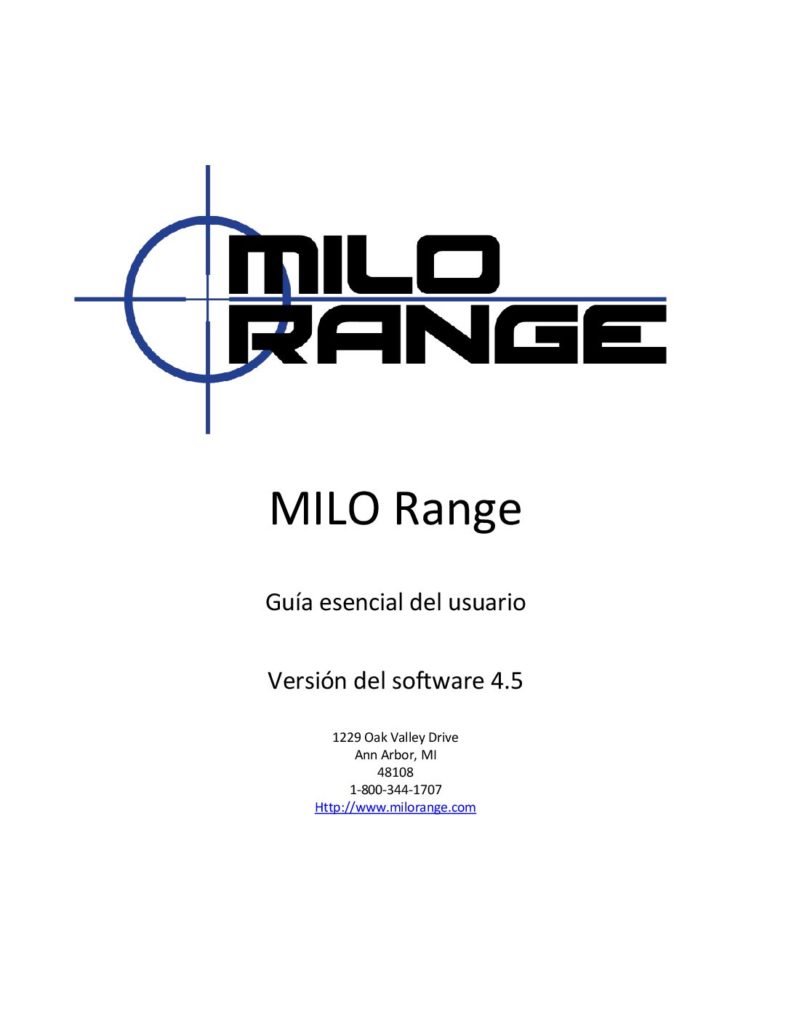 MILO
RANGE
MILO Range
Guía esencial del usuario
Versión del software 4.5
1229 Oak Valley Drive
Ann Arbor, MI
48108
1-800-344-1707
Http://www.milorange.com